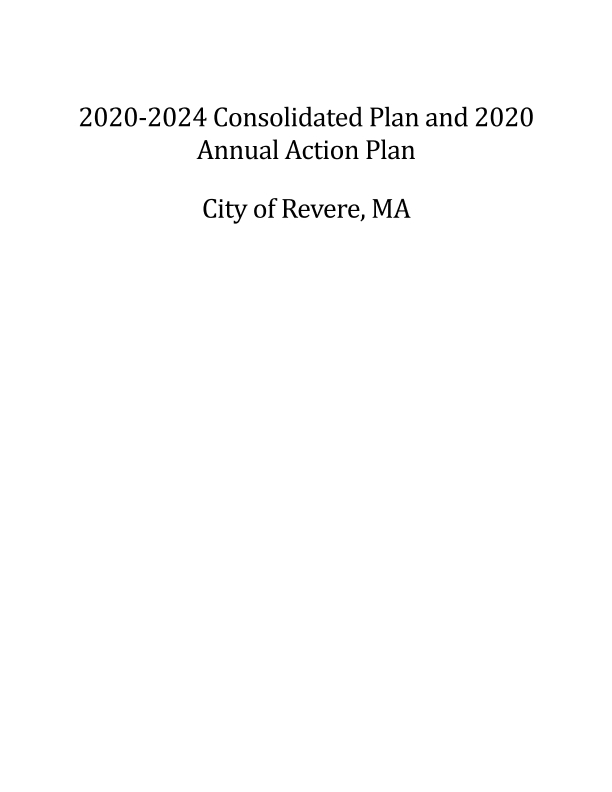 2020-2024 Consolidated Plan and 2020
Annual Action Plan
City of Revere, MA